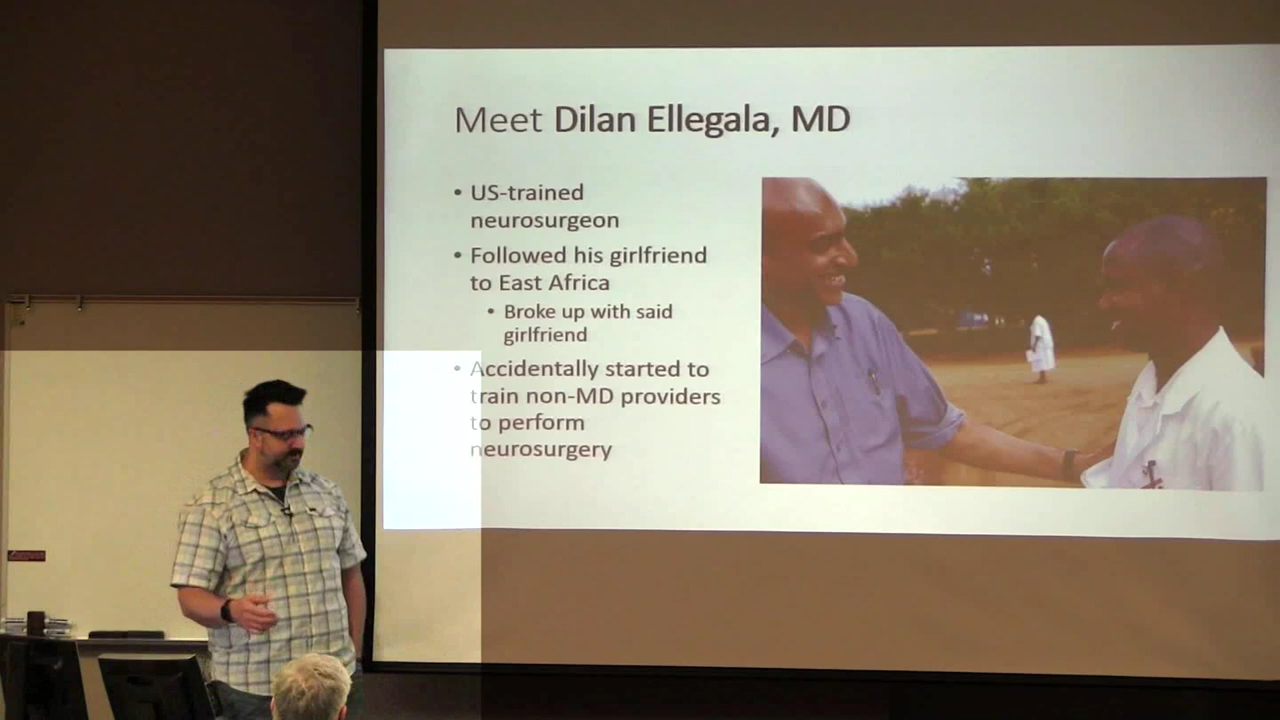 Meet Dilan Ellegala, MD
• US-trained
neurosurgeon
• Followed his girlfriend
to East Africa
• Broke up with said
girlfriend
• Accidentally started to
train non-MD providers
to perform
neurosurgery